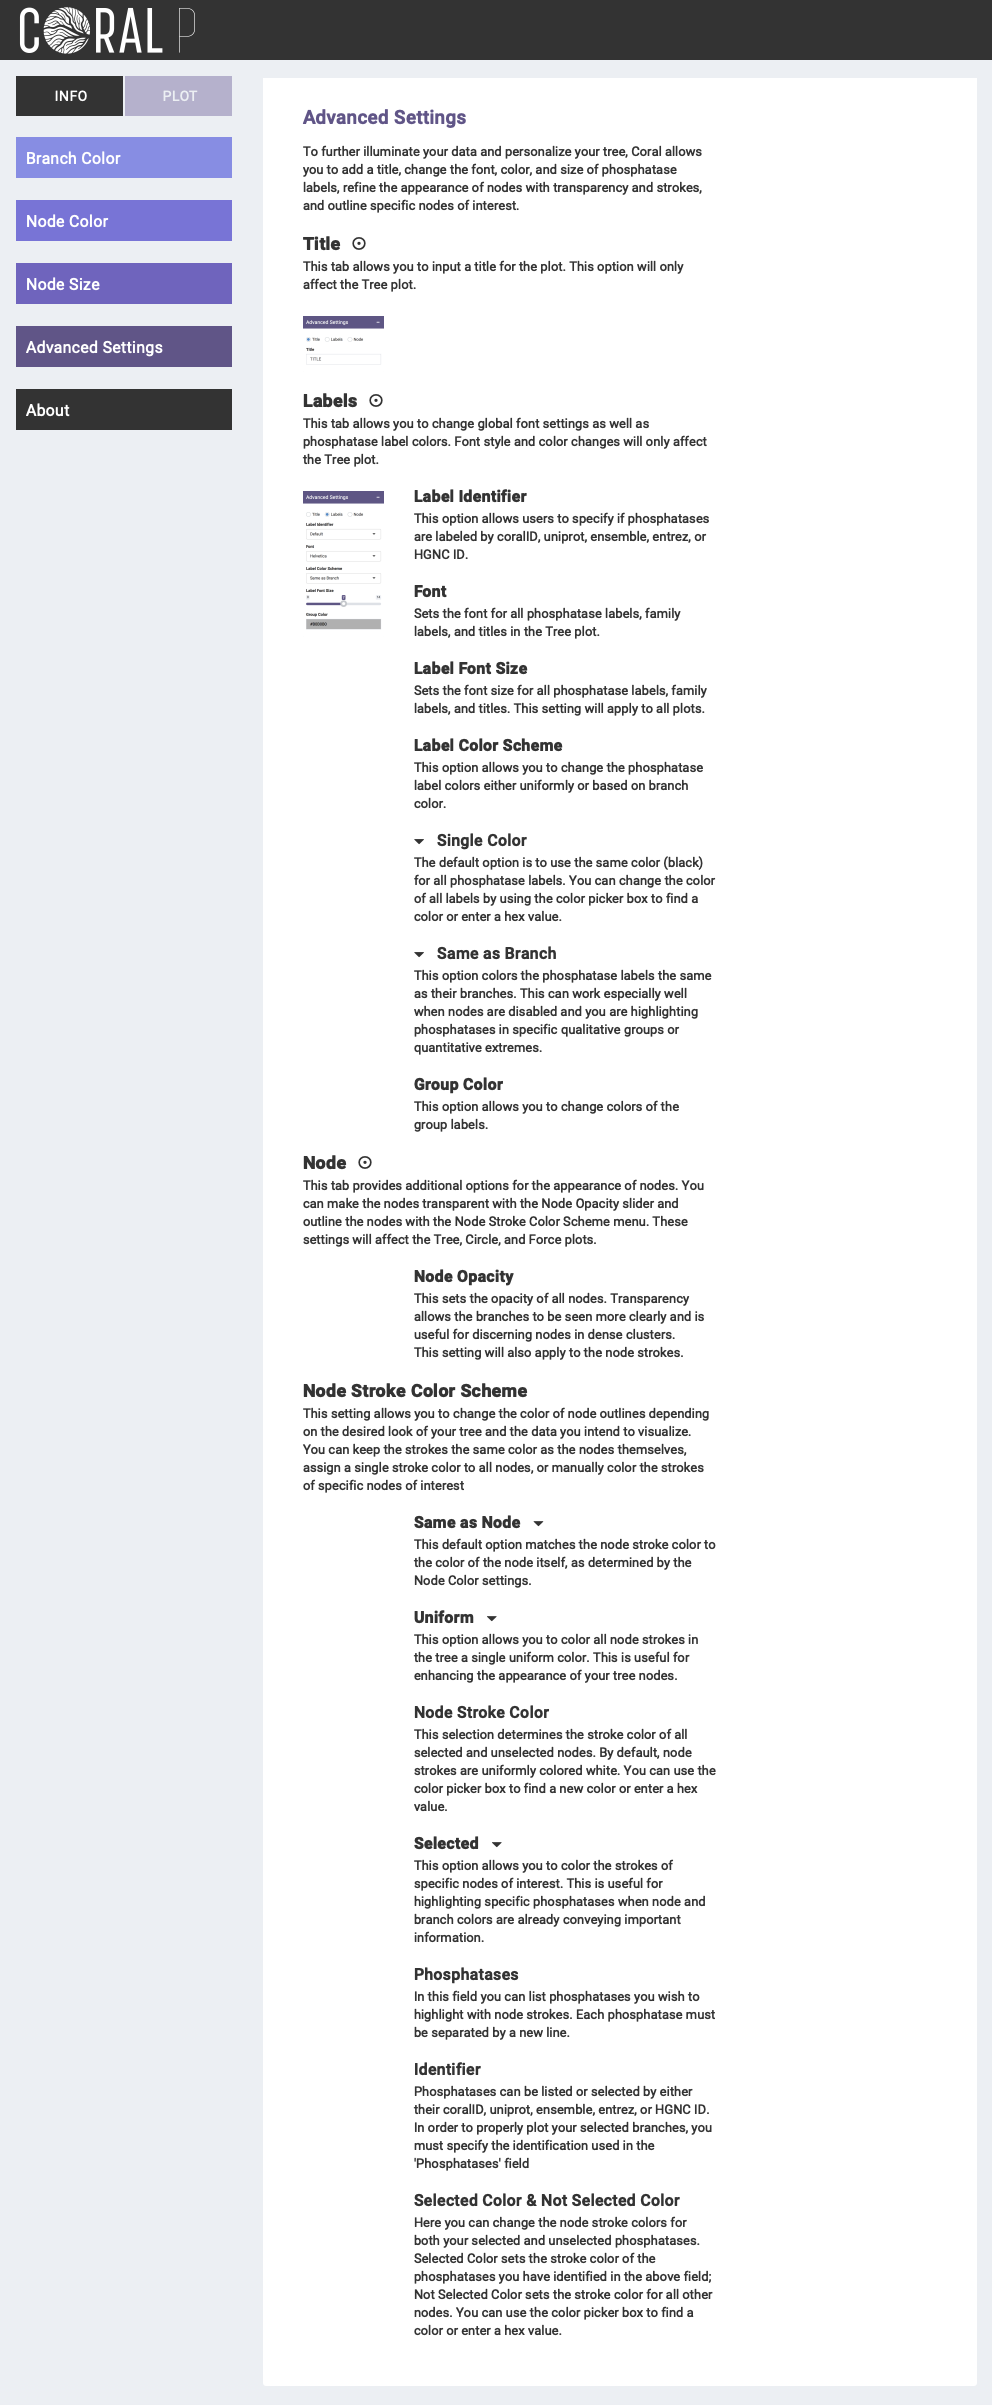 CORAL P
INFO
PLOT
Branch Color
Node Color
Node Size
Advanced Settings
About
Advanced Settings
To further illuminate your data and personalize your tree, Coral allows
you to add a title, change the font, color, and size of phosphatase
labels, refine the appearance of nodes with transparency and strokes,
and outline specific nodes of interest.
Title
This tab allows you to input a title for the plot. This option will only
affect the Tree plot.
Advanced Settings
Title Labels Node
Title
TITLE
Labels
This tab allows you to change global font settings as well as
phosphatase label colors. Font style and color changes will only affect
the Tree plot.
Advanced Settings
Title Labels Node
Label Identifier
Default
Font
Helvetica
Label Color Scheme
Same as Branch
Label Font Size
Group Color
Label Identifier
This option allows users to specify if phosphatases
are labeled by coralID, uniprot, ensemble, entrez, or
HGNC ID.
Font
Sets the font for all phosphatase labels, family
labels, and titles in the Tree plot.
Label Font Size
Sets the font size for all phosphatase labels, family
labels, and titles. This setting will apply to all plots.
Label Color Scheme
This option allows you to change the phosphatase
label colors either uniformly or based on branch
color.
Single Color
The default option is to use the same color (black)
for all phosphatase labels. You can change the color
of all labels by using the color picker box to find a
color or enter a hex value.
Same as Branch
This option colors the phosphatase labels the same
as their branches. This can work especially well
when nodes are disabled and you are highlighting
phosphatases in specific qualitative groups or
quantitative extremes.
Group Color
This option allows you to change colors of the
group labels.
Node
This tab provides additional options for the appearance of nodes. You
can make the nodes transparent with the Node Opacity slider and
outline the nodes with the Node Stroke Color Scheme menu. These
settings will affect the Tree, Circle, and Force plots.
Node Opacity
This sets the opacity of all nodes. Transparency
allows the branches to be seen more clearly and is
useful for discerning nodes in dense clusters.
This setting will also apply to the node strokes.
Node Stroke Color Scheme
This setting allows you to change the color of node outlines depending
on the desired look of your tree and the data you intend to visualize.
You can keep the strokes the same color as the nodes themselves,
assign a single stroke color to all nodes, or manually color the strokes
of specific nodes of interest
Same as Node
This default option matches the node stroke color to
the color of the node itself, as determined by the
Node Color settings.
Uniform
This option allows you to color all node strokes in
the tree a single uniform color. This is useful for
enhancing the appearance of your tree nodes.
Node Stroke Color
This selection determines the stroke color of all
selected and unselected nodes. By default, node
strokes are uniformly colored white. You can use the
color picker box to find a new color or enter a hex
value.
Selected
This option allows you to color the strokes of
specific nodes of interest. This is useful for
highlighting specific phosphatases when node and
branch colors are already conveying important
information.
Phosphatases
In this field you can list phosphatases you wish to
highlight with node strokes. Each phosphatase must
be separated by a new line.
Identifier
Phosphatases can be listed or selected by either
their coralID, uniprot, ensemble, entrez, or HGNC ID.
In order to properly plot your selected branches, you
must specify the identification used in the
'Phosphatases' field
Selected Color & Not Selected Color
Here you can change the node stroke colors for
both your selected and unselected phosphatases.
Selected Color sets the stroke color of the
phosphatases you have identified in the above field;
Not Selected Color sets the stroke color for all other
nodes. You can use the color picker box to find a
color or enter a hex value.